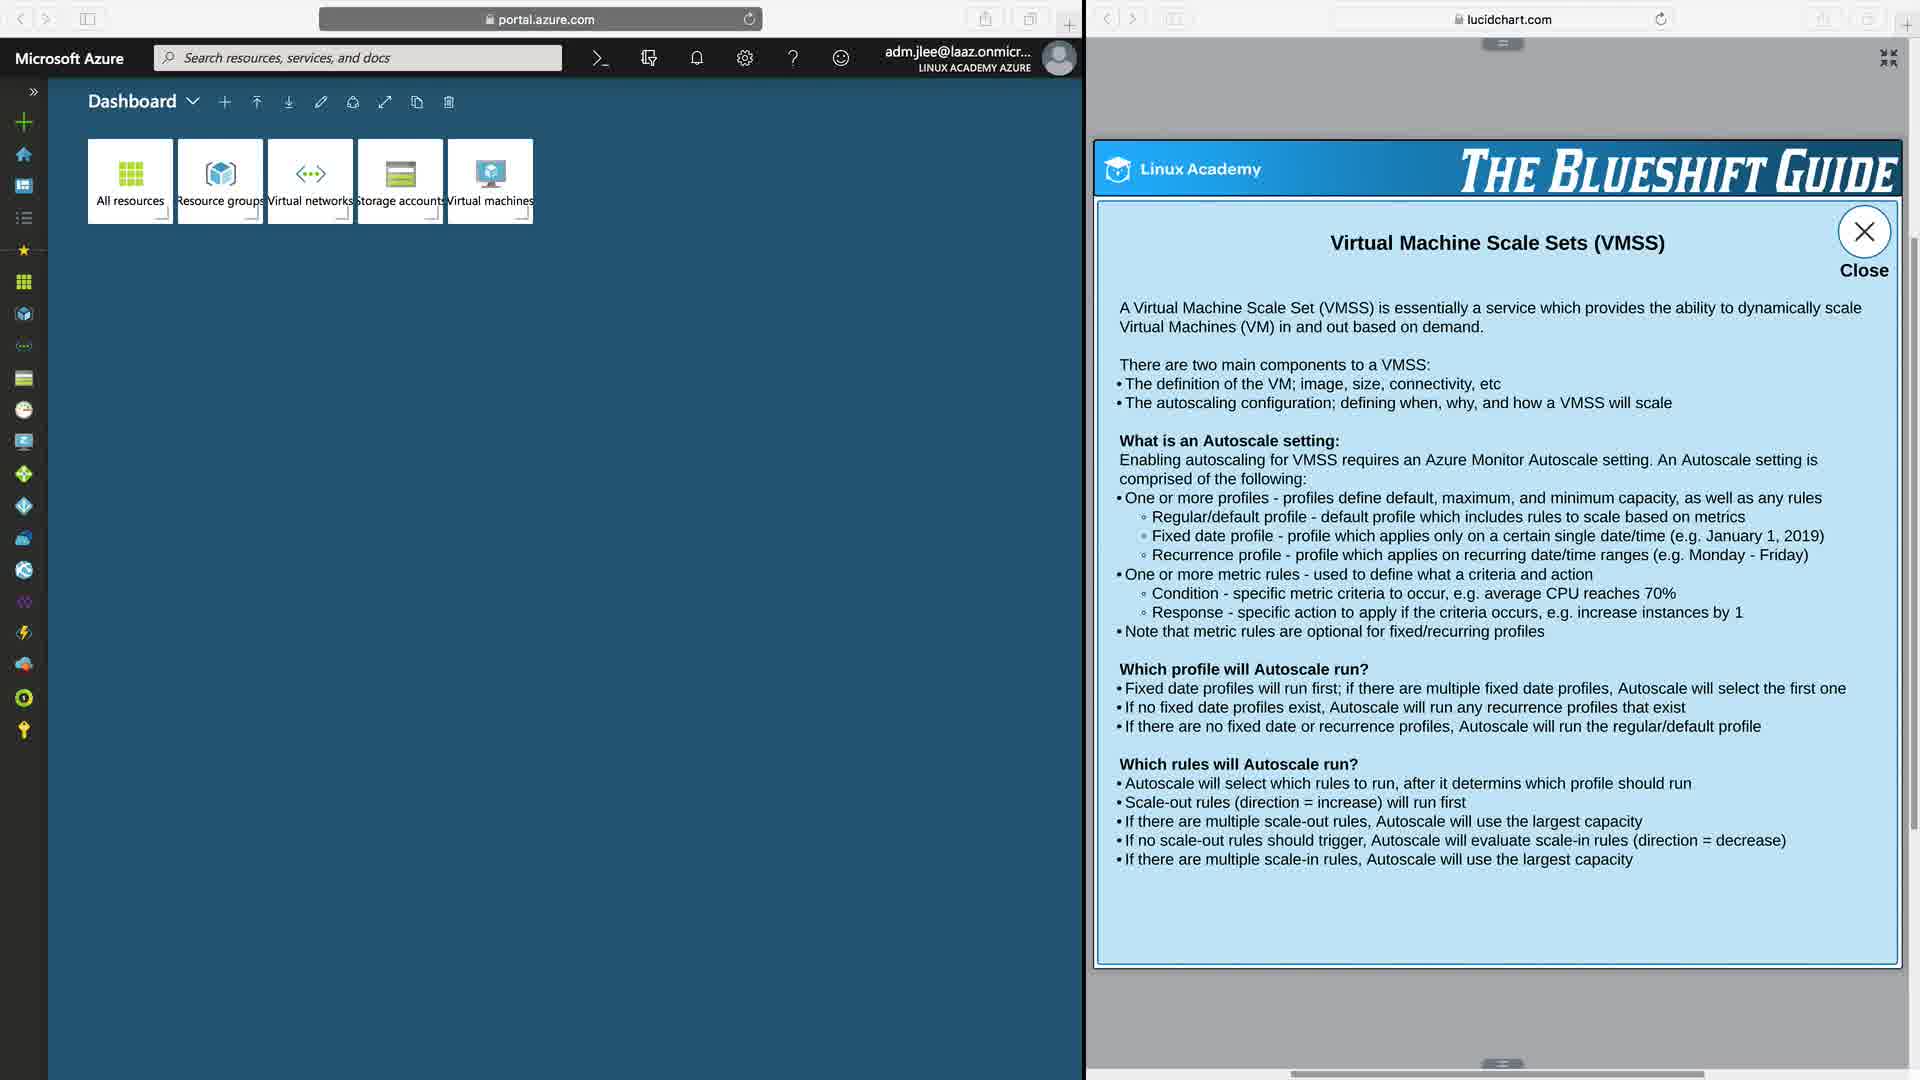 portal.azure.com
Microsoft Azure
Search resources, services, and docs
adm.jlee@laaz.onmicr...
LINUX ACADEMY AZURE
Dashboard
All resources
Resource groups
Virtual networks
Storage accounts
Virtual machines
lucidchart.com
Linux Academy
THE BLUESHIFT GUIDE
Virtual Machine Scale Sets (VMSS)
Close
A Virtual Machine Scale Set (VMSS) is essentially a service which provides the ability to dynamically scale
Virtual Machines (VM) in and out based on demand.
There are two main components to a VMSS:
• The definition of the VM; image, size, connectivity, etc
• The autoscaling configuration; defining when, why, and how a VMSS will scale
What is an Autoscale setting:
Enabling autoscaling for VMSS requires an Azure Monitor Autoscale setting. An Autoscale setting is
comprised of the following:
• One or more profiles - profiles define default, maximum, and minimum capacity, as well as any rules
◦ Regular/default profile - default profile which includes rules to scale based on metrics
◦ Fixed date profile - profile which applies only on a certain single date/time (e.g. January 1, 2019)
◦ Recurrence profile - profile which applies on recurring date/time ranges (e.g. Monday - Friday)
• One or more metric rules - used to define what a criteria and action
◦ Condition - specific metric criteria to occur, e.g. average CPU reaches 70%
◦ Response - specific action to apply if the criteria occurs, e.g. increase instances by 1
• Note that metric rules are optional for fixed/recurring profiles
Which profile will Autoscale run?
• Fixed date profiles will run first; if there are multiple fixed date profiles, Autoscale will select the first one
• If no fixed date profiles exist, Autoscale will run any recurrence profiles that exist
• If there are no fixed date or recurrence profiles, Autoscale will run the regular/default profile
Which rules will Autoscale run?
• Autoscale will select which rules to run, after it determins which profile should run
• Scale-out rules (direction = increase) will run first
• If there are multiple scale-out rules, Autoscale will use the largest capacity
• If no scale-out rules should trigger, Autoscale will evaluate scale-in rules (direction = decrease)
• If there are multiple scale-in rules, Autoscale will use the largest capacity